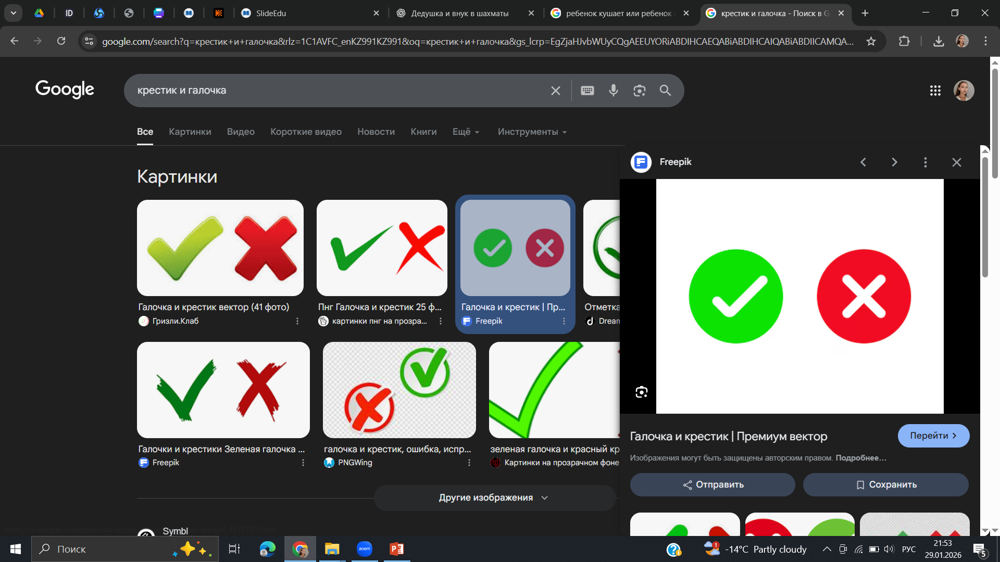 SlideEdu
Дедушка и внук в шахматы
ребенок кушает или ребенок
крестик и галочка - Поиск в G
google.com/search?q=крестик+и+галочка&rlz=1C1AVFC_enKZ991KZ991&oq=крестик+и+галочка&gs_lcrp=EgZjaHJvbWUyCQgAEEUYORiABDIHCAEQABiABDIHCAIQABiABDIICAMQA...
Google
крестик и галочка
Все
Картинки
Видео
Короткие видео
Новости
Книги
Ещё
Инструменты
Картинки
Галочка и крестик вектор (41 фото)
Гризли.Клаб
Пнг Галочка и крестик 25 ф...
картинки пнг на прозра...
Галочка и крестик | Пр...
Freepik
Отметка
Dream
Галочки и крестики Зеленая галочка ...
Freepik
галочка и крестик, ошибка, испр...
PNGWing
зеленая галочка и красный кр
Картинки на прозрачном фоне
Другие изображения
Symbl
Freepik
Галочка и крестик | Премиум вектор
Перейти
Изображения могут быть защищены авторским правом. Подробнее...
Отправить
Сохранить
Поиск
zoom
-14°C Partly cloudy
РУС
21:53
29.01.2026
5